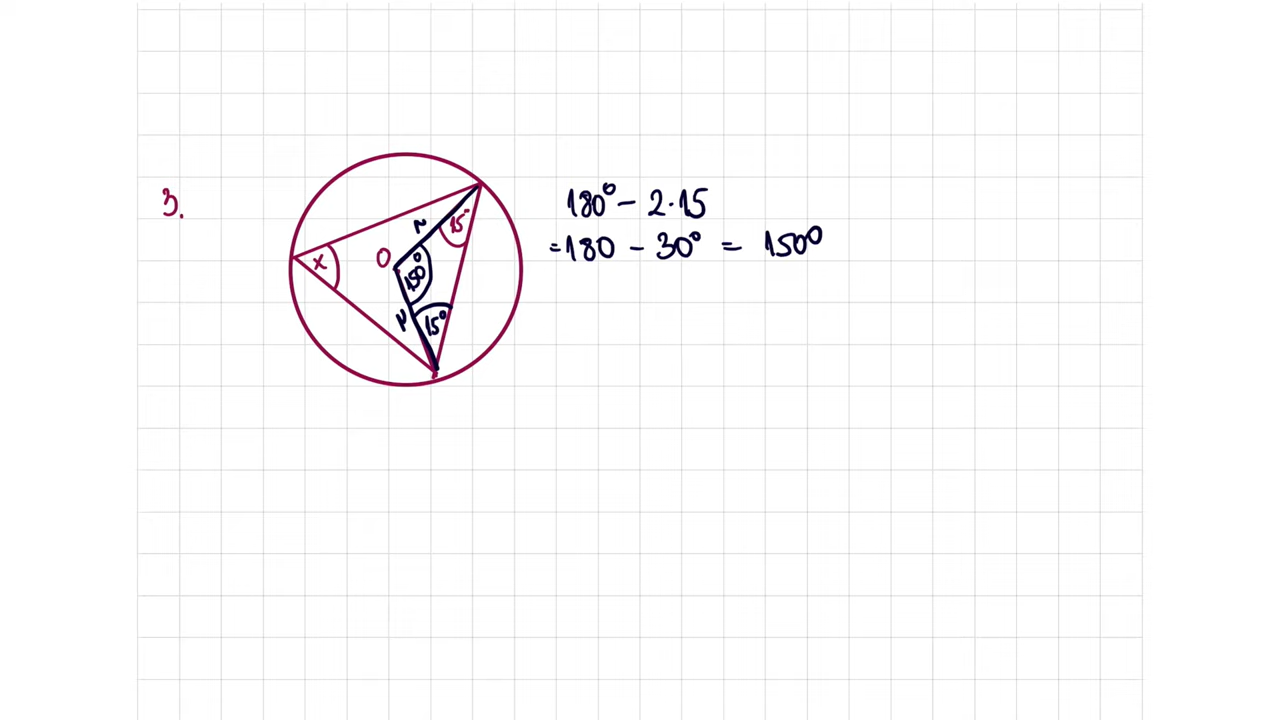 3.
180° - 2·15
= 180 - 30° = 150°
r
15°
x
O
150°
r
15°